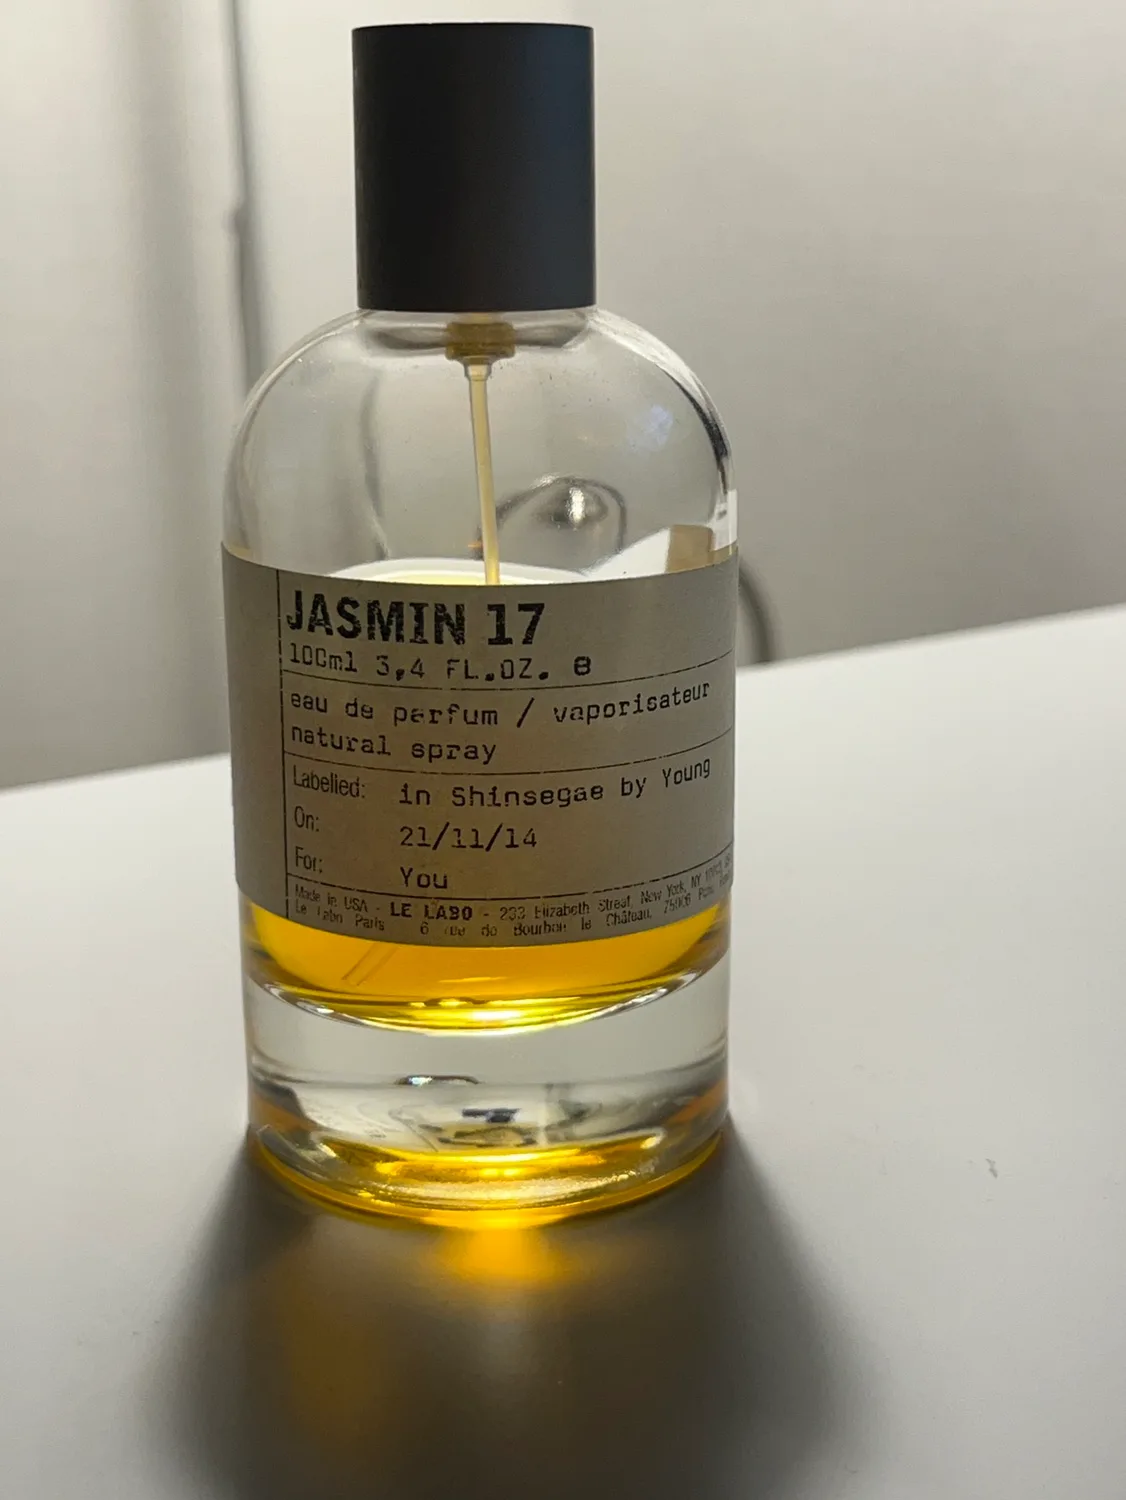 JASMIN 17
100ml 3,4 FL.OZ. e
eau de parfum / vaporisateur
natural spray
Labelled: in Shinsegae by Young
On: 21/11/14
For: You
Made in USA - LE LABO - 233 Elizabeth Street, New York, NY
Le Labo Paris 6 rue de Bourbon le Château, 75006